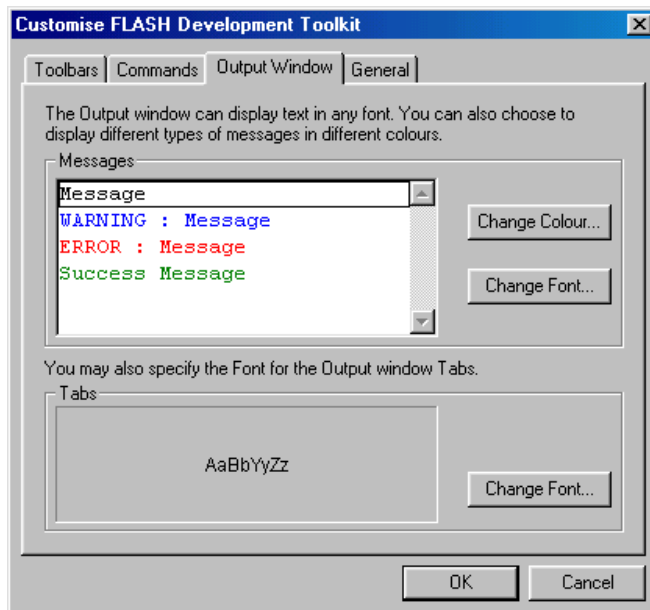 Customise FLASH Development Toolkit
Toolbars Commands Output Window General
The Output window can display text in any font. You can also choose to
display different types of messages in different colours.
Messages
Message
WARNING : Message
ERROR : Message
Success Message
Change Colour...
Change Font...
You may also specify the Font for the Output window Tabs.
Tabs
AaBbYyZz
Change Font...
OK Cancel